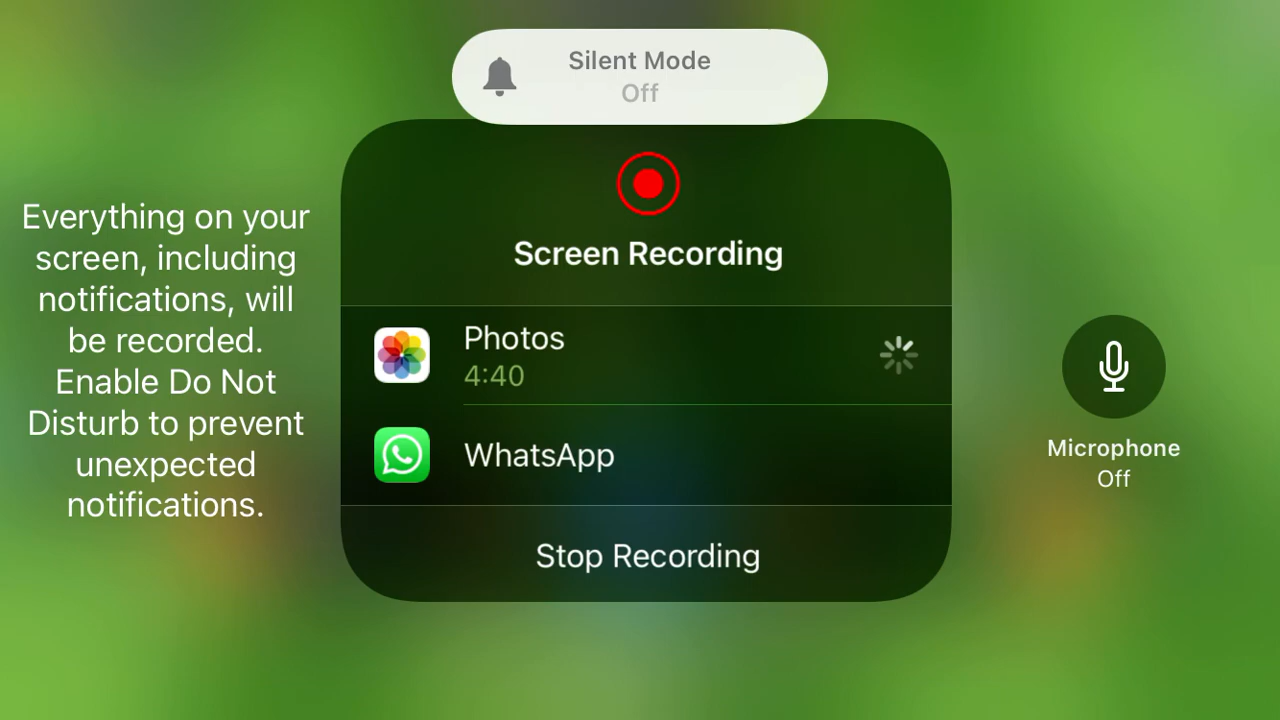 Silent Mode
Off
Everything on your
screen, including
notifications, will
be recorded.
Enable Do Not
Disturb to prevent
unexpected
notifications.
Screen Recording
Photos
4:40
WhatsApp
Stop Recording
Microphone
Off